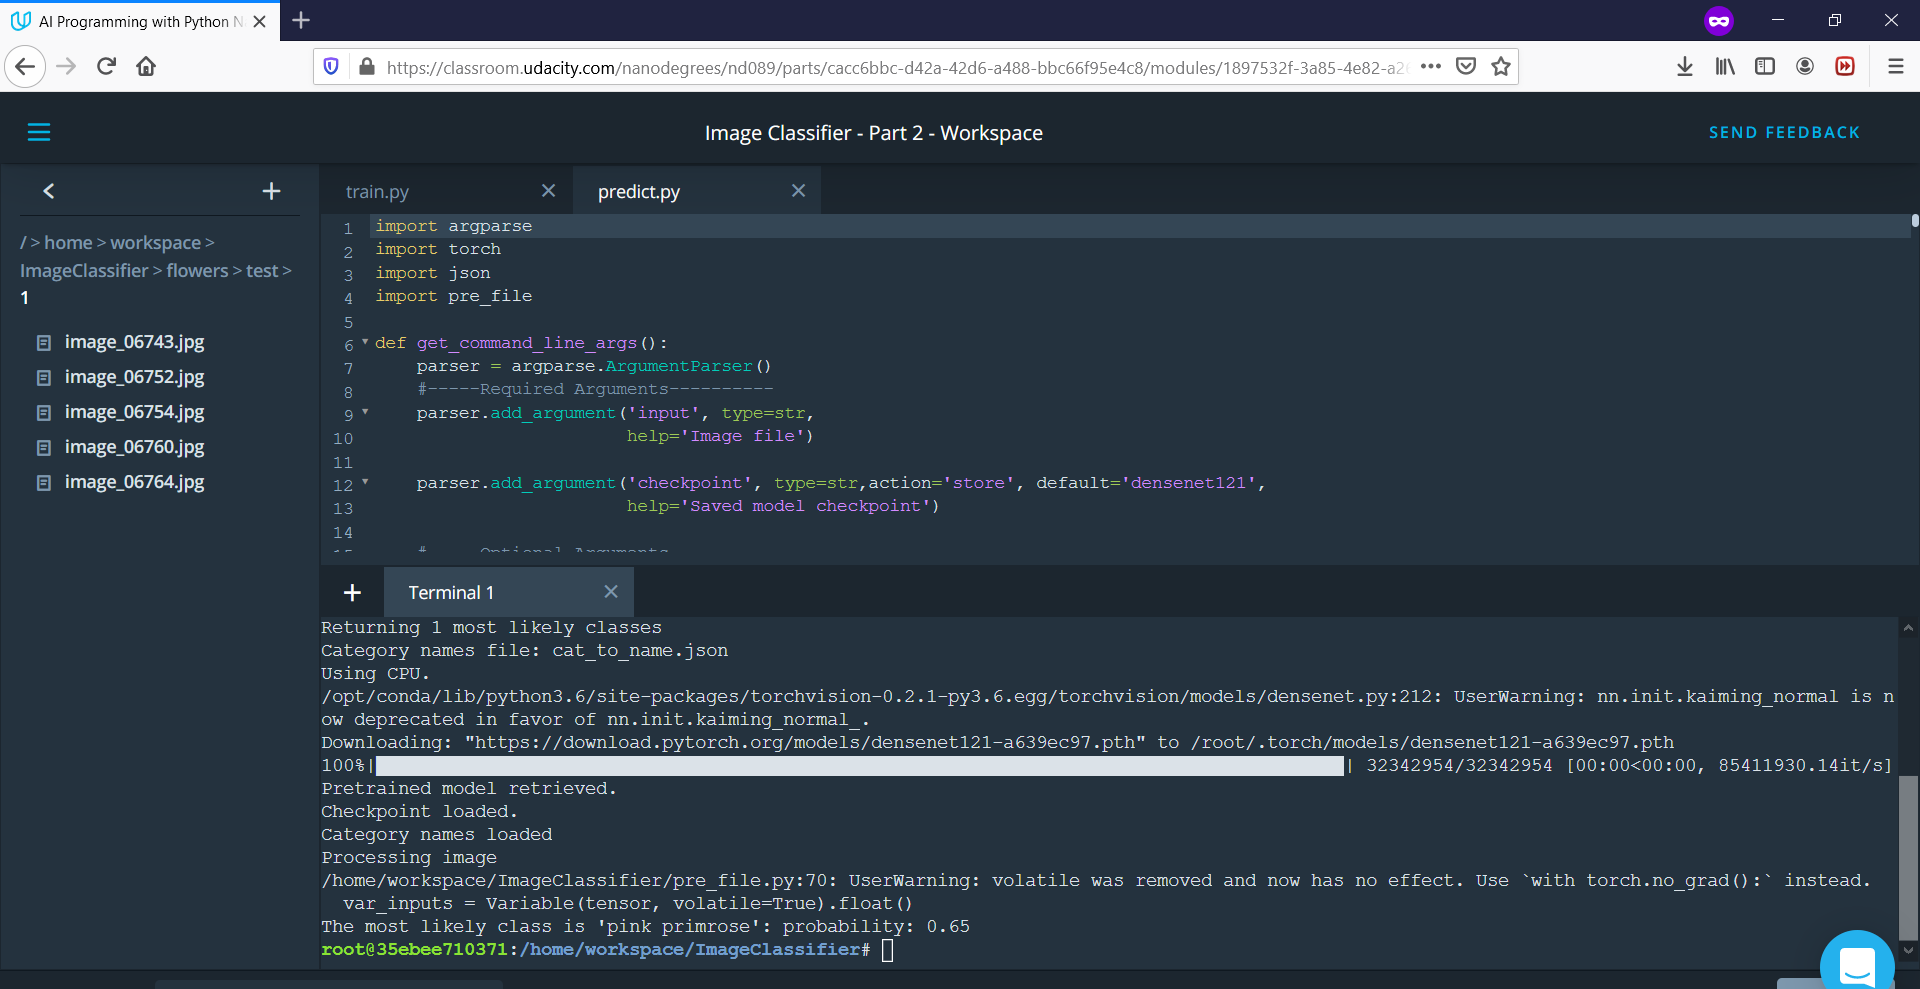 AI Programming with Python N
https://classroom.udacity.com/nanodegrees/nd089/parts/cacc6bbc-d42a-42d6-a488-bbc66f95e4c8/modules/1897532f-3a85-4e82-a2
Image Classifier - Part 2 - Workspace
SEND FEEDBACK
/ > home > workspace >
ImageClassifier > flowers > test >
1
image_06743.jpg
image_06752.jpg
image_06754.jpg
image_06760.jpg
image_06764.jpg
train.py
predict.py
1 import argparse
2 import torch
3 import json
4 import pre_file
5
6 def get_command_line_args():
7 parser = argparse.ArgumentParser()
8 #-----Required Arguments----------
9 parser.add_argument('input', type=str,
10 help='Image file')
11
12 parser.add_argument('checkpoint', type=str,action='store', default='densenet121',
13 help='Saved model checkpoint')
14
Terminal 1
Returning 1 most likely classes
Category names file: cat_to_name.json
Using CPU.
/opt/conda/lib/python3.6/site-packages/torchvision-0.2.1-py3.6.egg/torchvision/models/densenet.py:212: UserWarning: nn.init.kaiming_normal is n
ow deprecated in favor of nn.init.kaiming_normal_.
Downloading: "https://download.pytorch.org/models/densenet121-a639ec97.pth" to /root/.torch/models/densenet121-a639ec97.pth
100%| | 32342954/32342954 [00:00<00:00, 85411930.14it/s]
Pretrained model retrieved.
Checkpoint loaded.
Category names loaded
Processing image
/home/workspace/ImageClassifier/pre_file.py:70: UserWarning: volatile was removed and now has no effect. Use `with torch.no_grad():` instead.
var_inputs = Variable(tensor, volatile=True).float()
The most likely class is 'pink primrose': probability: 0.65
root@35ebee710371:/home/workspace/ImageClassifier#